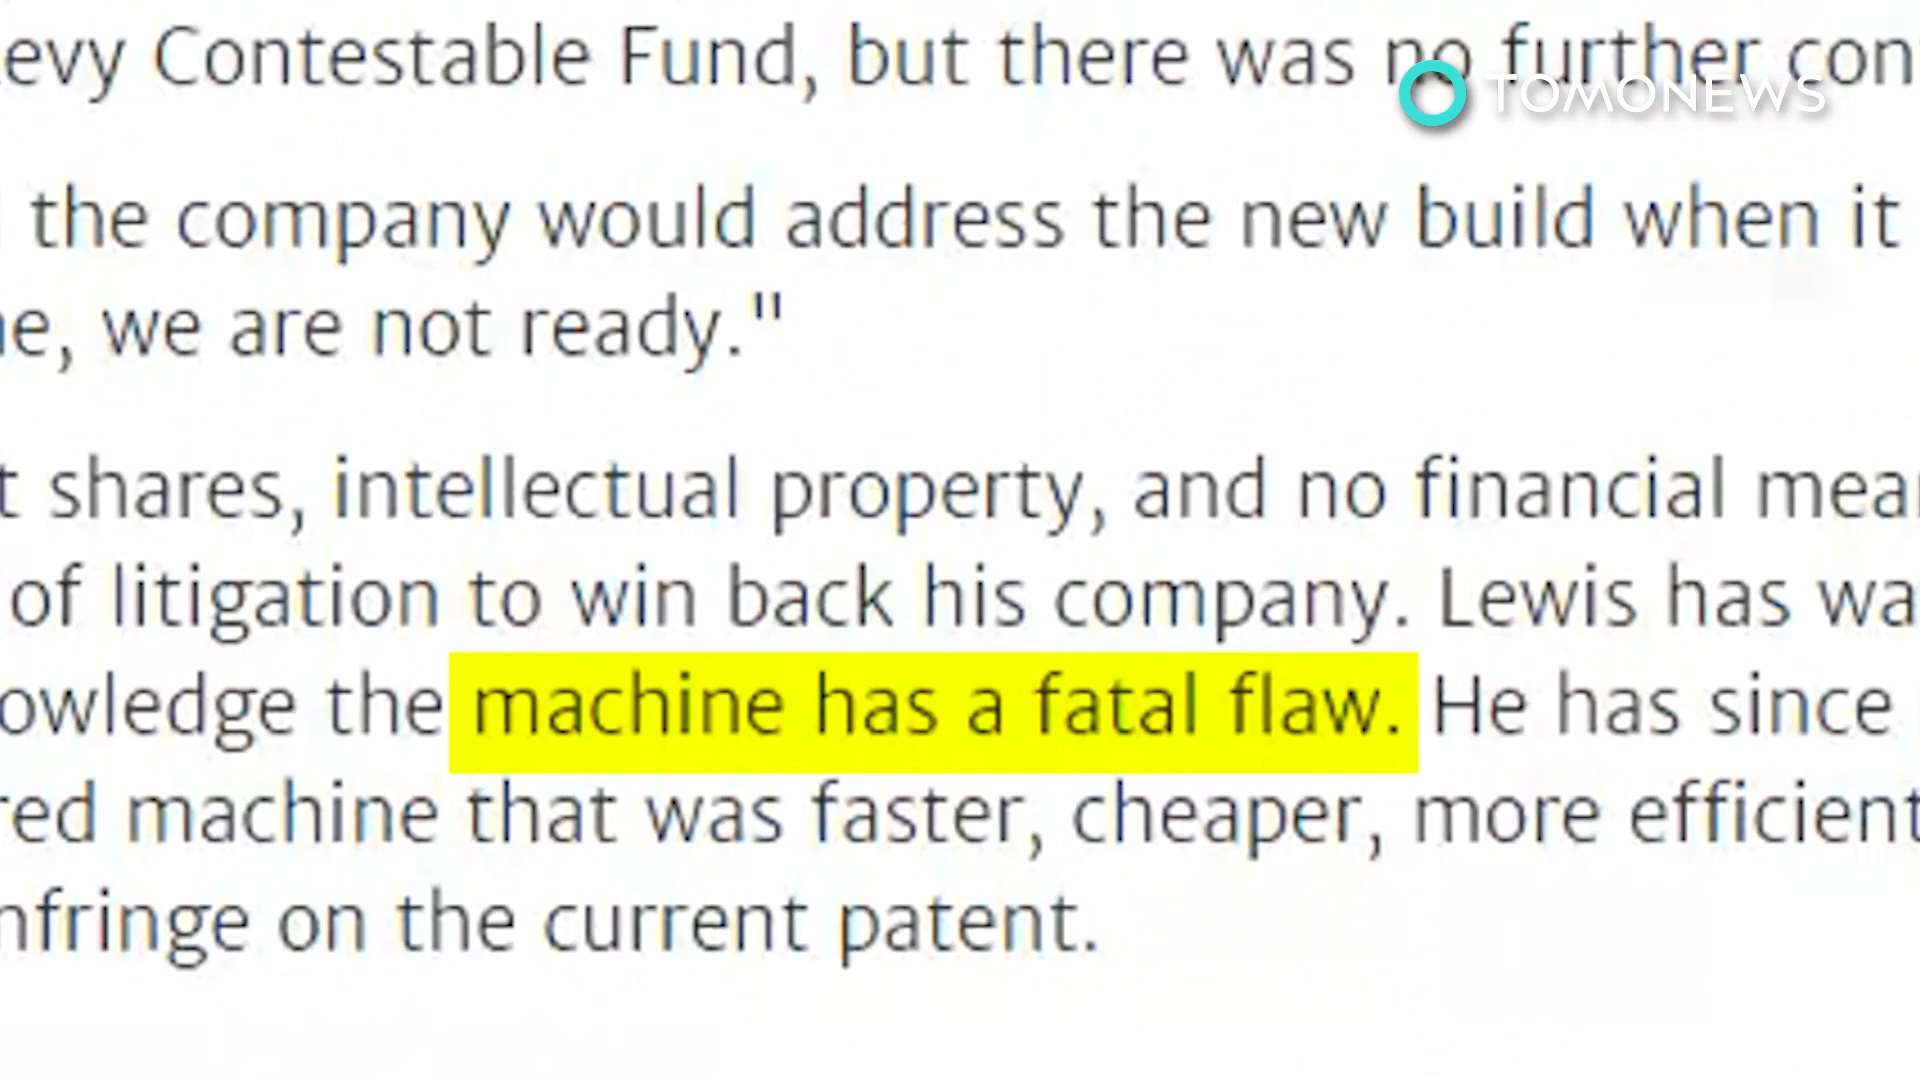 evy Contestable Fund, but there was no further con
TOMONEWS
the company would address the new build when it
e, we are not ready."
t shares, intellectual property, and no financial mea
of litigation to win back his company. Lewis has wa
owledge the machine has a fatal flaw. He has since
red machine that was faster, cheaper, more efficient
nfringe on the current patent.